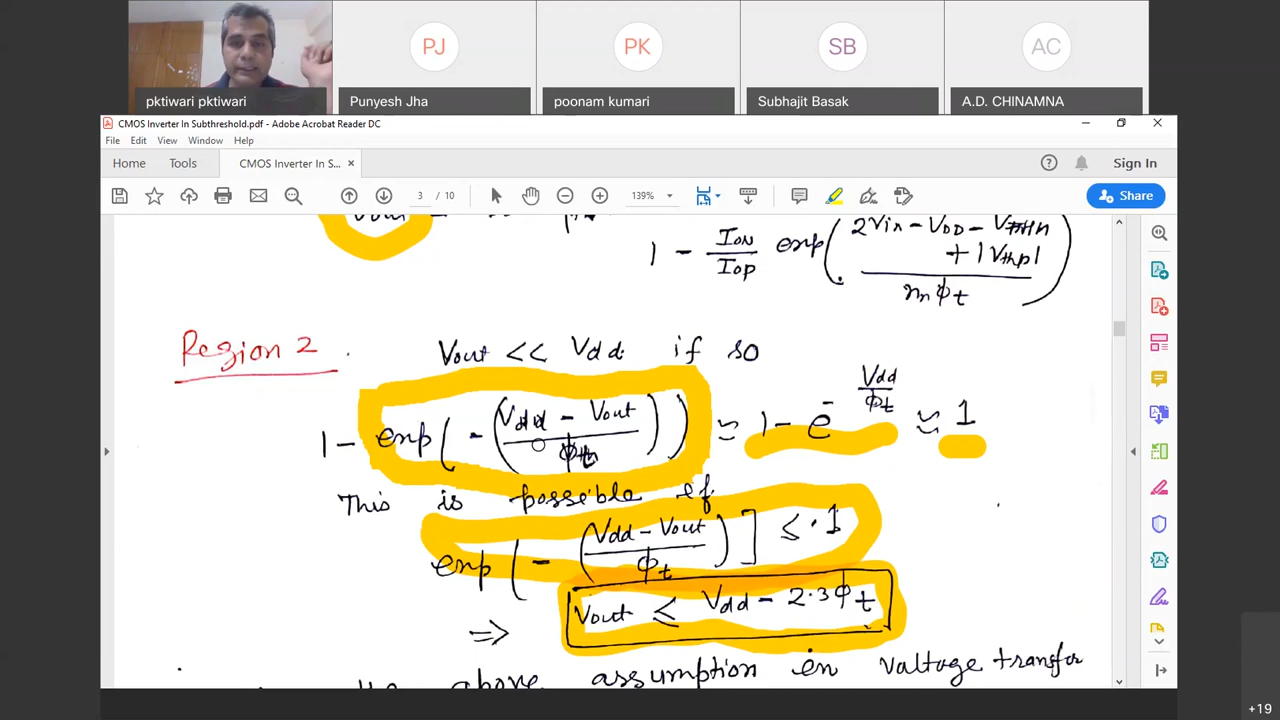 PJ PK SB AC
pktiwari pktiwari Punyesh Jha poonam kumari Subhajit Basak A.D. CHINAMNA
CMOS Inverter In Subthreshold.pdf - Adobe Acrobat Reader DC
File Edit View Window Help
Home Tools CMOS Inverter In S... × Sign In
3 / 10 139% Share
Vout
1 - ION/IOP exp(2Vin - VDD - Vthn + |Vthp| / m ϕt)
Region 2 . Vout << Vdd if so
1 - exp(-(Vdd - Vout / ϕt)) ≈ 1 - e^-Vdd/ϕt ≈ 1
This is possible if
exp[-(Vdd - Vout / ϕt)] ≤ .1
=> Vout ≤ Vdd - 2.3ϕt
the above assumption in voltage transfer
+19